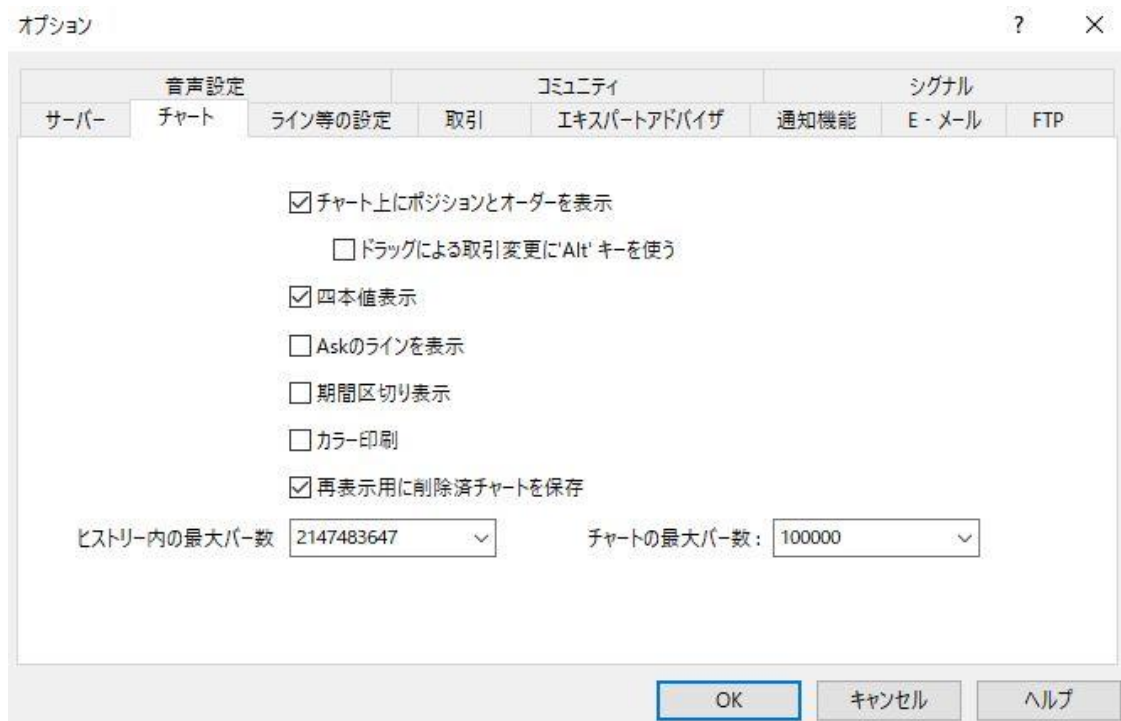 オプション ? ×
音声設定 コミュニティ シグナル
サーバー チャート ライン等の設定 取引 エキスパートアドバイザ 通知機能 E - メール FTP
チャート上にポジションとオーダーを表示
ドラッグによる取引変更に'Alt' キーを使う
四本値表示
Askのラインを表示
期間区切り表示
カラー印刷
再表示用に削除済チャートを保存
ヒストリー内の最大バー数 2147483647 チャートの最大バー数: 100000
OK キャンセル ヘルプ